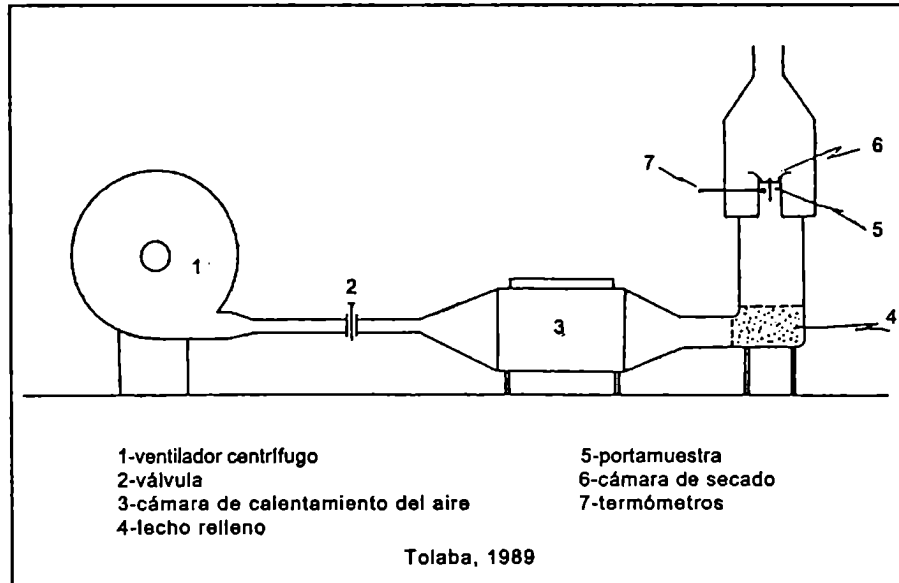 1
2
3
4
5
6
7
1-ventilador centrífugo
2-válvula
3-cámara de calentamiento del aire
4-lecho relleno
5-portamuestra
6-cámara de secado
7-termómetros
Tolaba, 1989